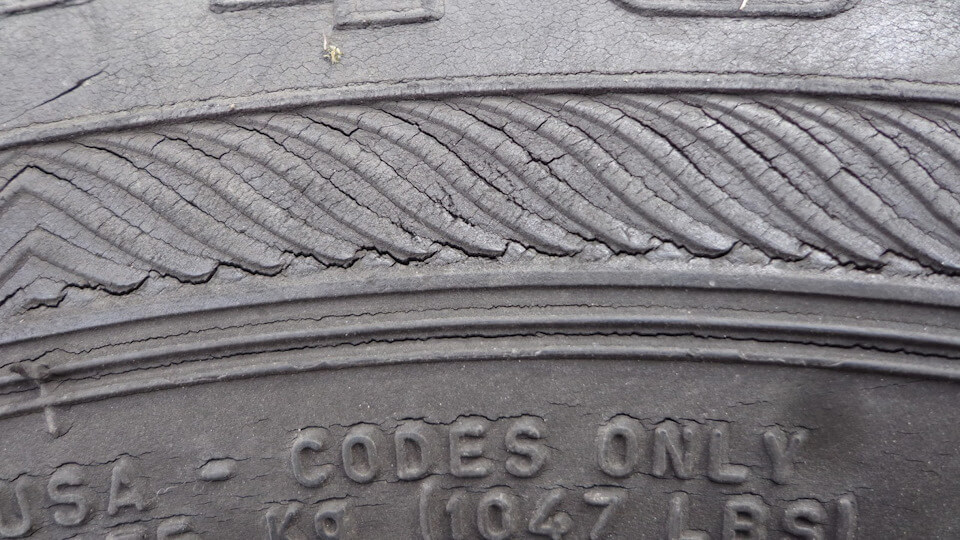 USA - CODES ONLY
Kg (1047 LBS)